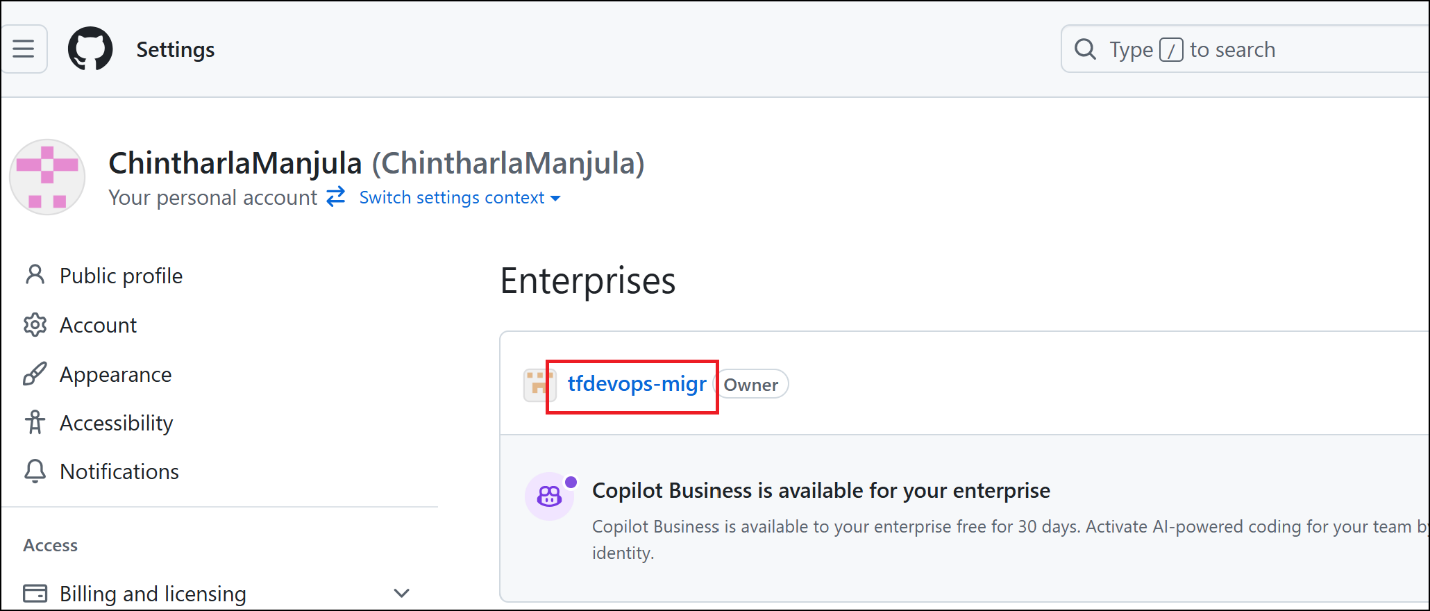 Settings
Type / to search
ChintharlaManjula (ChintharlaManjula)
Your personal account Switch settings context
Public profile
Account
Appearance
Accessibility
Notifications
Access
Billing and licensing
Enterprises
tfdevops-migr Owner
Copilot Business is available for your enterprise
Copilot Business is available to your enterprise free for 30 days. Activate AI-powered coding for your team
identity.